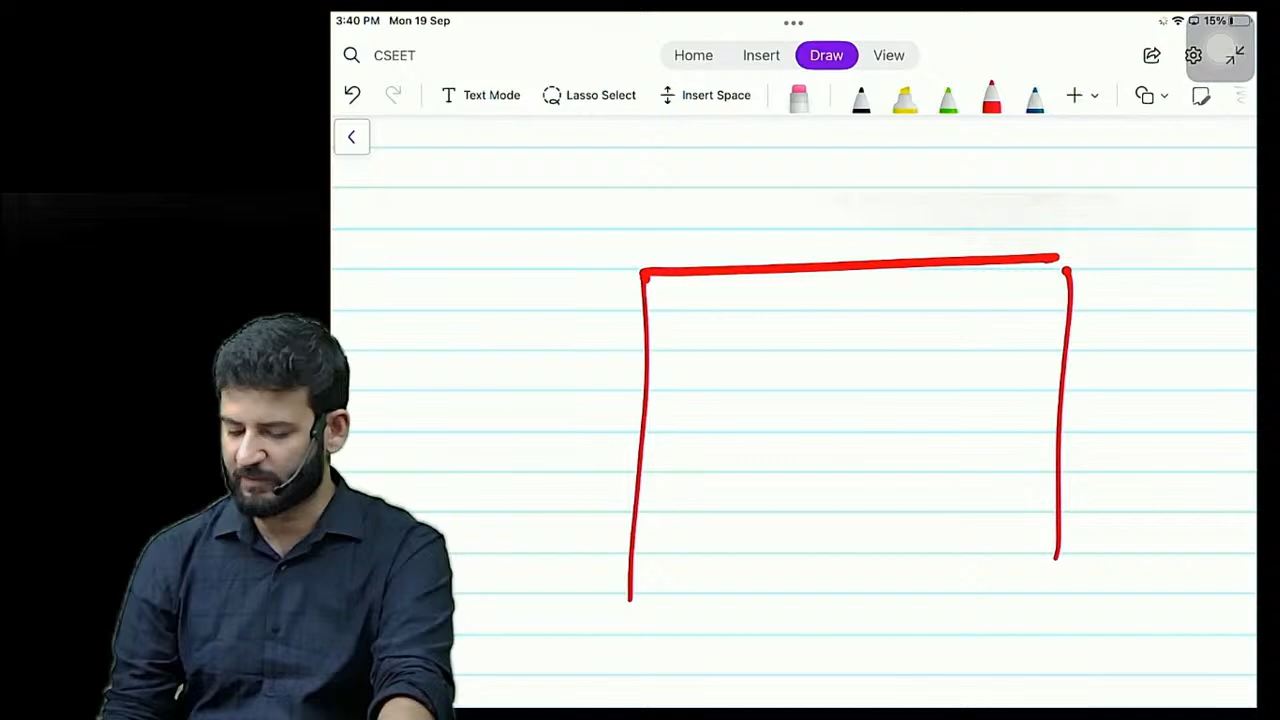 3:40 PM Mon 19 Sep 15%
CSEET Home Insert Draw View
Text Mode Lasso Select Insert Space